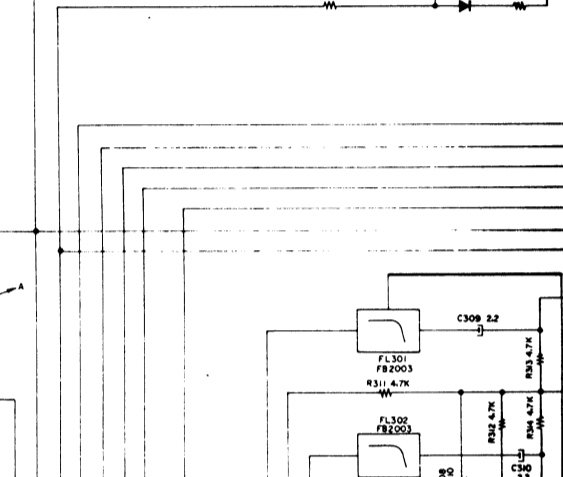 A
C309 2.2
FL301
FB2003
R313 4.7K
R311 4.7K
FL302
FB2003
R312 4.7K
R314 4.7K
C310